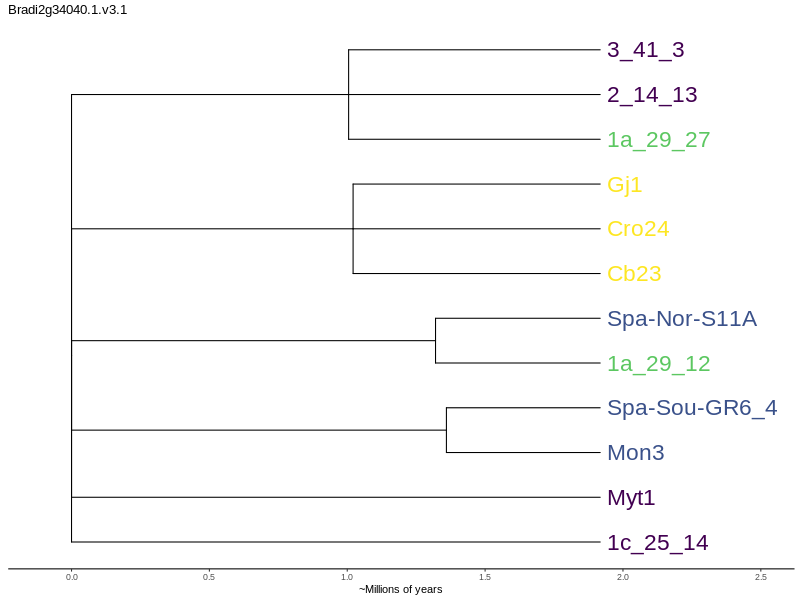 Bradi2g34040.1.v3.1
3_41_3
2_14_13
1a_29_27
Gj1
Cro24
Cb23
Spa-Nor-S11A
1a_29_12
Spa-Sou-GR6_4
Mon3
Myt1
1c_25_14
0.0 0.5 1.0 1.5 2.0 2.5
~Millions of years